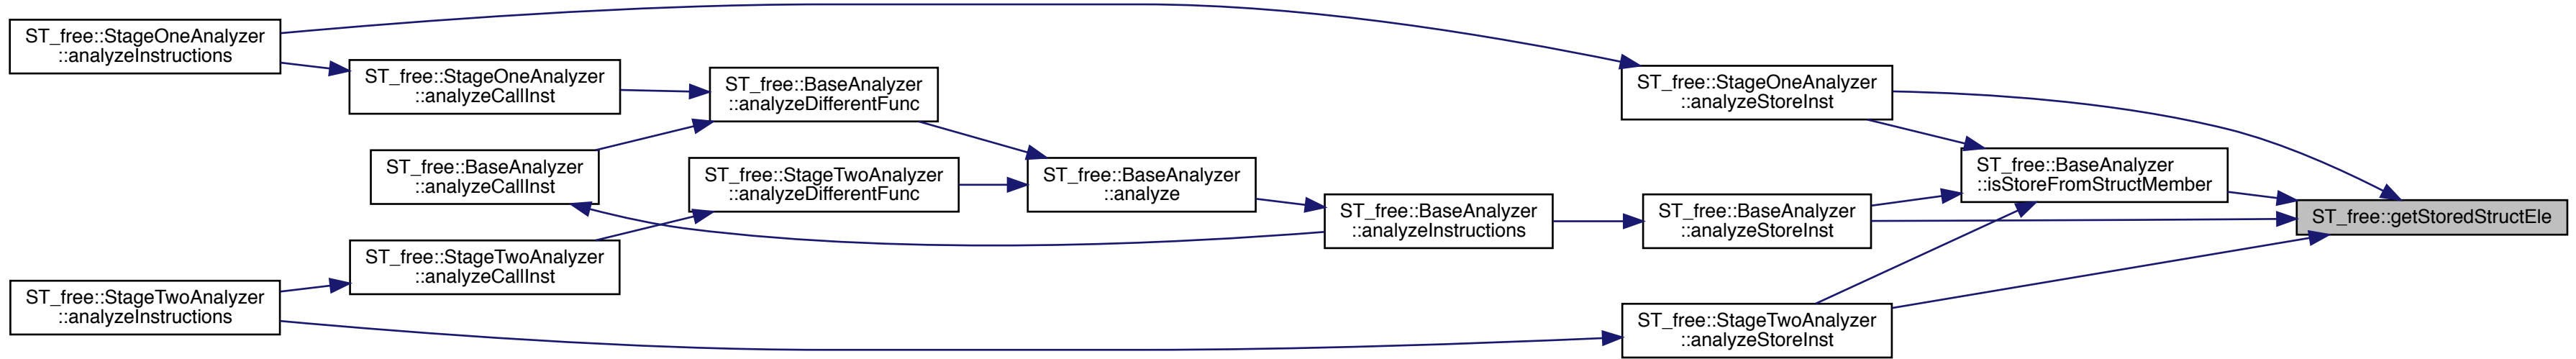 ST_free::StageOneAnalyzer
::analyzeInstructions
ST_free::StageOneAnalyzer
::analyzeCallInst
ST_free::BaseAnalyzer
::analyzeDifferentFunc
ST_free::StageOneAnalyzer
::analyzeStoreInst
ST_free::BaseAnalyzer
::analyzeCallInst
ST_free::StageTwoAnalyzer
::analyzeDifferentFunc
ST_free::BaseAnalyzer
::analyze
ST_free::BaseAnalyzer
::isStoreFromStructMember
ST_free::BaseAnalyzer
::analyzeInstructions
ST_free::BaseAnalyzer
::analyzeStoreInst
ST_free::getStoredStructEle
ST_free::StageTwoAnalyzer
::analyzeCallInst
ST_free::StageTwoAnalyzer
::analyzeInstructions
ST_free::StageTwoAnalyzer
::analyzeStoreInst